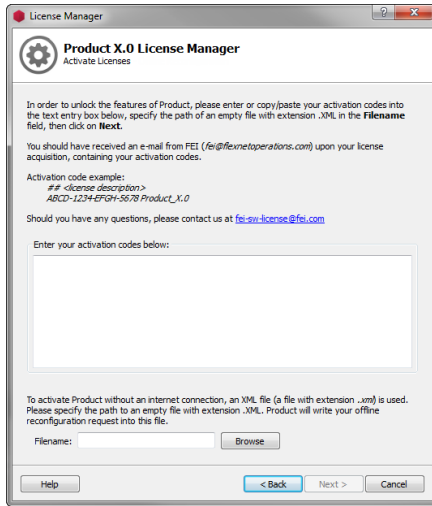 License Manager
?
Product X.0 License Manager
Activate Licenses
In order to unlock the features of Product, please enter or copy/paste your activation codes into
the text entry box below, specify the path of an empty file with extension .XML in the Filename
field, then click on Next.
You should have received an e-mail from FEI (fei@flexnetoperations.com) upon your license
acquisition, containing your activation codes.
Activation code example:
## <license description>
ABCD-1234-EFGH-5678 Product_X.0
Should you have any questions, please contact us at fei-sw-license@fei.com
Enter your activation codes below:
To activate Product without an internet connection, an XML file (a file with extension ..xml) is used.
Please specify the path to an empty file with extension .XML. Product will write your offline
reconfiguration request into this file.
Filename:
Browse
Help
< Back
Next >
Cancel